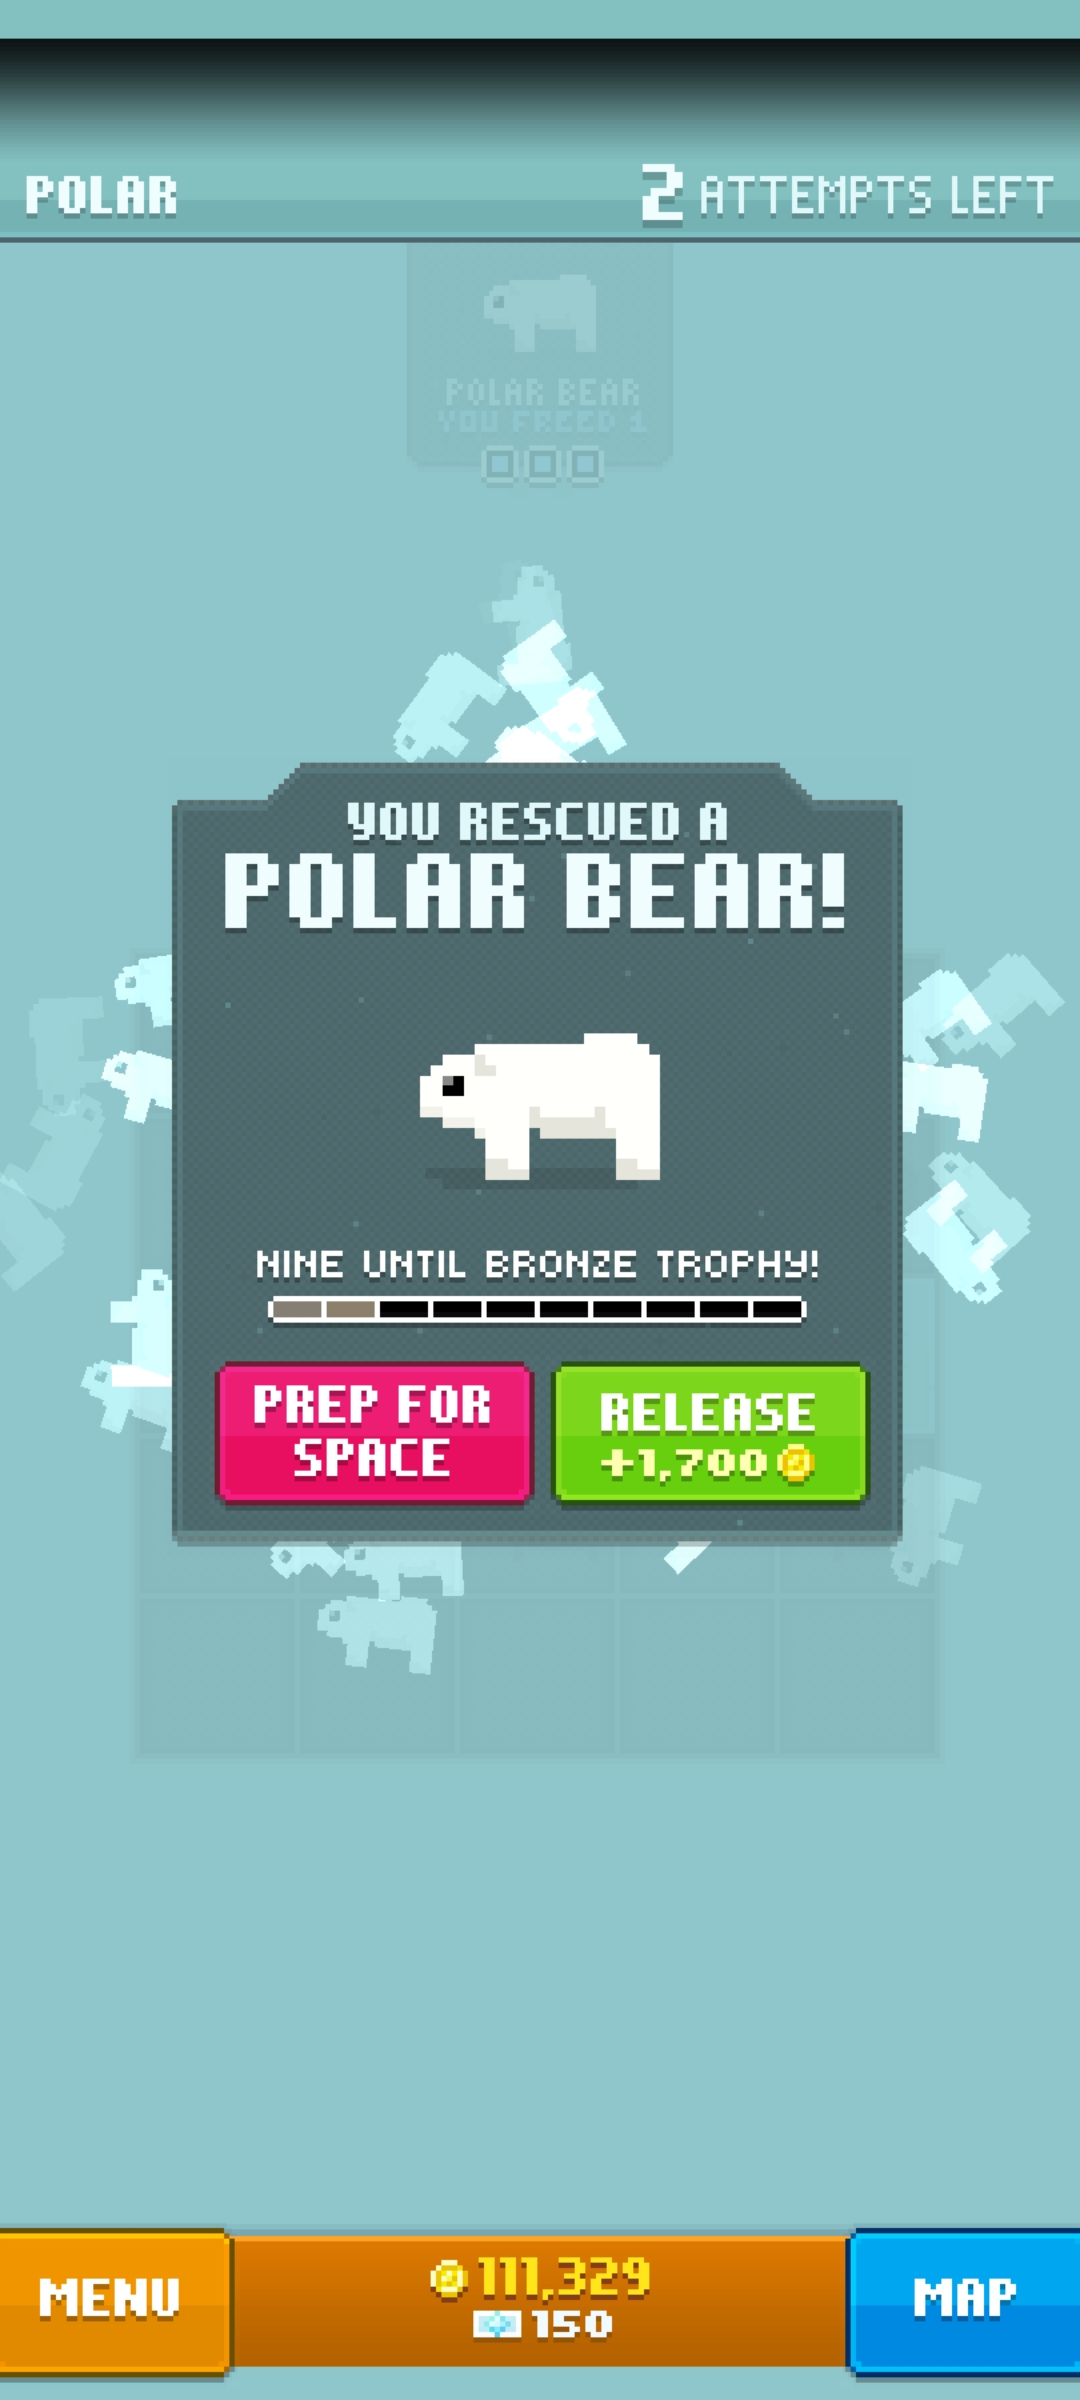 POLAR
2 ATTEMPTS LEFT
POLAR BEAR
YOU FREED 1
YOU RESCUED A
POLAR BEAR!
NINE UNTIL BRONZE TROPHY!
PREP FOR
SPACE
RELEASE
+1,700
MENU
111,329
150
MAP